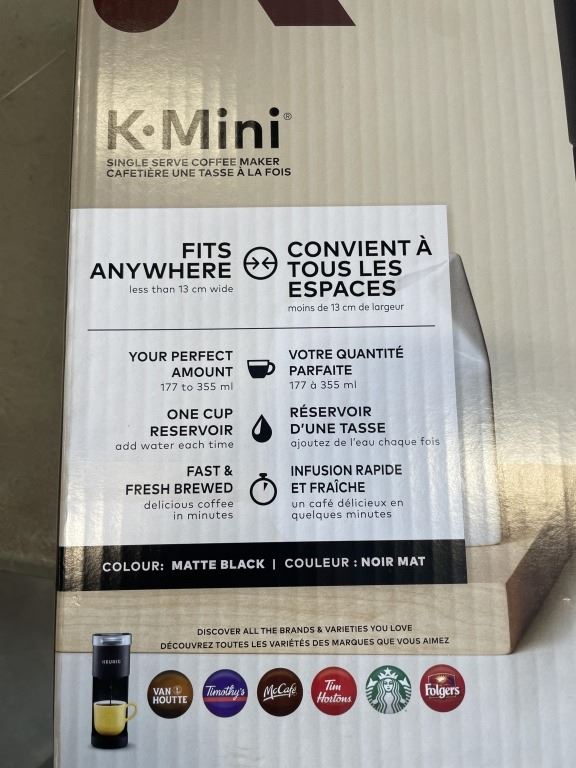 K•Mini®
SINGLE SERVE COFFEE MAKER
CAFETIÈRE UNE TASSE À LA FOIS
FITS
ANYWHERE
less than 13 cm wide
CONVIENT À
TOUS LES
ESPACES
moins de 13 cm de largeur
YOUR PERFECT
AMOUNT
177 to 355 ml
VOTRE QUANTITÉ
PARFAITE
177 à 355 ml
ONE CUP
RESERVOIR
add water each time
RÉSERVOIR
D'UNE TASSE
ajoutez de l'eau chaque fois
FAST &
FRESH BREWED
delicious coffee
in minutes
INFUSION RAPIDE
ET FRAÎCHE
un café délicieux en
quelques minutes
COLOUR: MATTE BLACK | COULEUR : NOIR MAT
DISCOVER ALL THE BRANDS & VARIETIES YOU LOVE
DÉCOUVREZ TOUTES LES VARIÉTÉS DES MARQUES QUE VOUS AIMEZ
KEURIG
VAN
HOUTTE
Timothy's
McCafé
Tim
Hortons
Folgers